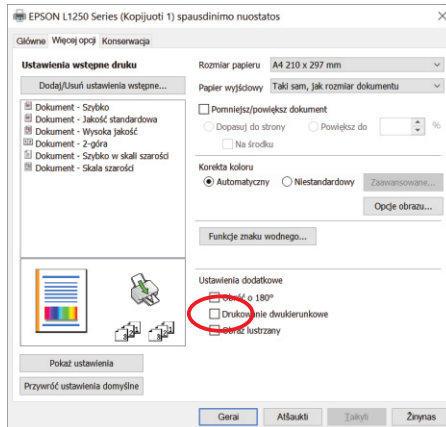 EPSON L1250 Series (Kopijuoti 1) spausdinimo nuostatos
Główne Więcej opcji Konserwacja
Ustawienia wstępne druku
Dodaj/Usuń ustawienia wstępne...
Dokument - Szybko
Dokument - Jakość standardowa
Dokument - Wysoka jakość
Dokument - 2-góra
Dokument - Szybko w skali szarości
Dokument - Skala szarości
Pokaż ustawienia
Przywróć ustawienia domyślne
Rozmiar papieru A4 210 x 297 mm
Papier wyjściowy Taki sam, jak rozmiar dokumentu
Pomniejsz/powiększ dokument
Dopasuj do strony Powiększ do %
Na środku
Korekta koloru
Automatyczny Niestandardowy Zaawansowane...
Opcje obrazu...
Funkcje znaku wodnego...
Ustawienia dodatkowe
Obróć o 180°
Drukowanie dwukierunkowe
Obraz lustrzany
Gerai Atšaukti Taikyti Žinynas